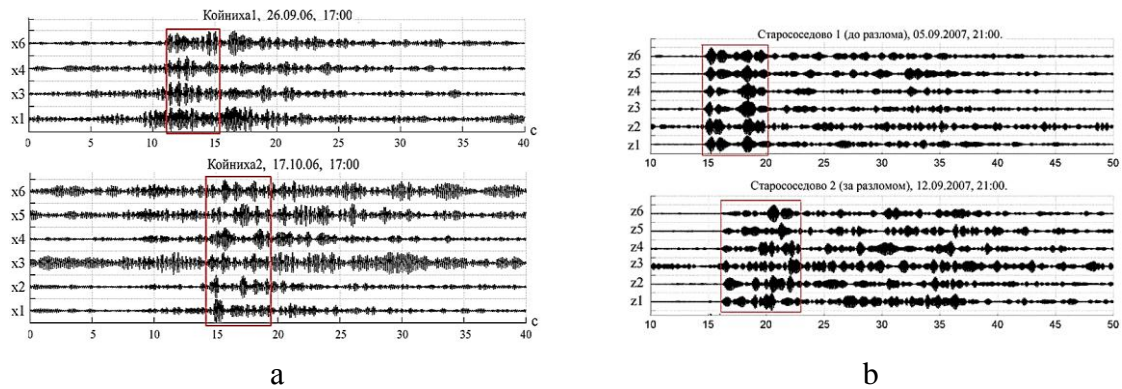 Койниха1, 26.09.06, 17:00
x6
x4
x3
x1
0 5 10 15 20 25 30 35 40 c
Койниха2, 17.10.06, 17:00
x6
x5
x4
x3
x2
x1
0 5 10 15 20 25 30 35 40 c
a
Старососедово 1 (до разлома), 05.09.2007, 21:00.
z6
z5
z4
z3
z2
z1
10 15 20 25 30 35 40 45 50
Старососедово 2 (за разломом), 12.09.2007, 21:00.
z6
z5
z4
z3
z2
z1
10 15 20 25 30 35 40 45 50
b